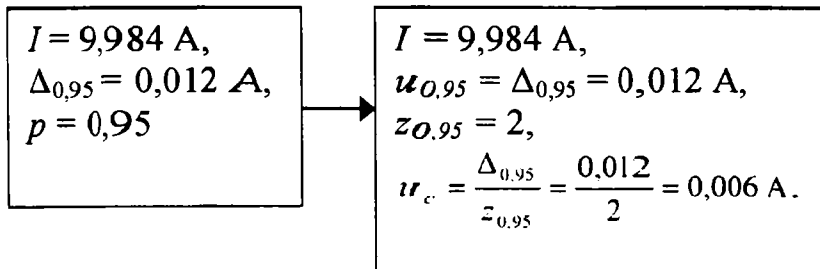 I = 9,984 А,
Δ0,95 = 0,012 А,
p = 0,95
I = 9,984 А,
u0,95 = Δ0,95 = 0,012 А,
z0.95 = 2,
uc = Δ0.95 / z0.95 = 0,012 / 2 = 0,006 А.